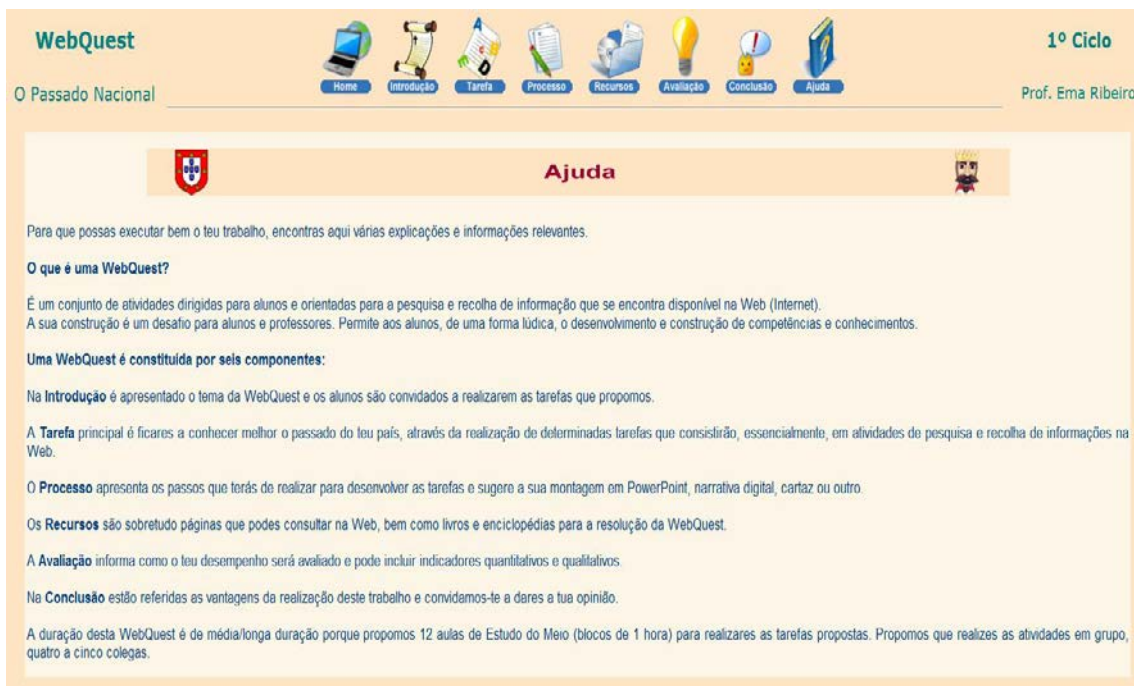 WebQuest
1º Ciclo
Home
Introdução
Tarefa
Processo
Recursos
Avaliação
Conclusão
Ajuda
O Passado Nacional
Prof. Ema Ribeiro
Ajuda
Para que possas executar bem o teu trabalho, encontras aqui várias explicações e informações relevantes.
O que é uma WebQuest?
É um conjunto de atividades dirigidas para alunos e orientadas para a pesquisa e recolha de informação que se encontra disponível na Web (Internet).
A sua construção é um desafio para alunos e professores. Permite aos alunos, de uma forma lúdica, o desenvolvimento e construção de competências e conhecimentos.
Uma WebQuest é constituída por seis componentes:
Na Introdução é apresentado o tema da WebQuest e os alunos são convidados a realizarem as tarefas que propomos.
A Tarefa principal é ficares a conhecer melhor o passado do teu país, através da realização de determinadas tarefas que consistirão, essencialmente, em atividades de pesquisa e recolha de informações na
Web.
O Processo apresenta os passos que terás de realizar para desenvolver as tarefas e sugere a sua montagem em PowerPoint, narrativa digital, cartaz ou outro.
Os Recursos são sobretudo páginas que podes consultar na Web, bem como livros e enciclopédias para a resolução da WebQuest.
A Avaliação informa como o teu desempenho será avaliado e pode incluir indicadores quantitativos e qualitativos.
Na Conclusão estão referidas as vantagens da realização deste trabalho e convidamos-te a dares a tua opinião.
A duração desta WebQuest é de média/longa duração porque propomos 12 aulas de Estudo do Meio (blocos de 1 hora) para realizares as tarefas propostas. Propomos que realizes as atividades em grupo,
quatro a cinco colegas.